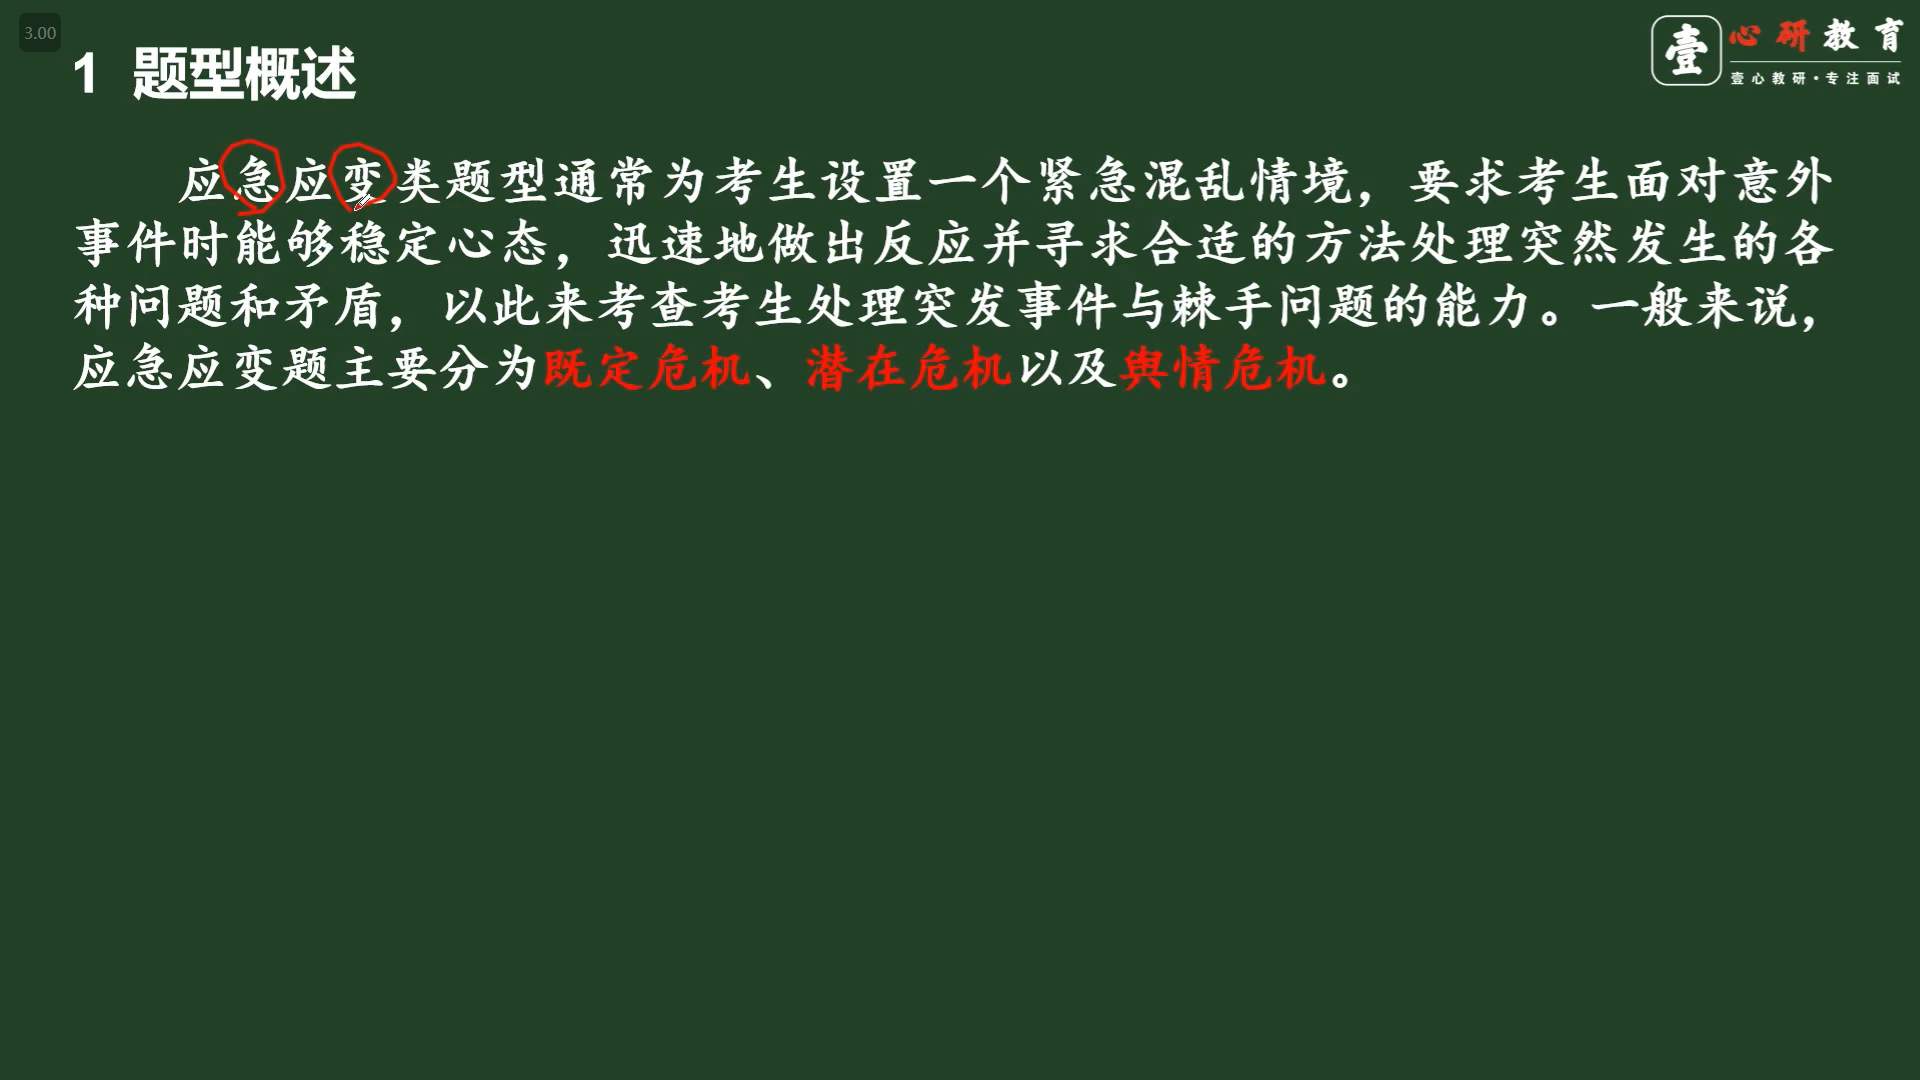 3.00
壹 心研教育
壹心教研·专注面试
1 题型概述
应急应变类题型通常为考生设置一个紧急混乱情境，要求考生面对意外
事件时能够稳定心态，迅速地做出反应并寻求合适的方法处理突然发生的各
种问题和矛盾，以此来考查考生处理突发事件与棘手问题的能力。一般来说，
应急应变题主要分为既定危机、潜在危机以及舆情危机。